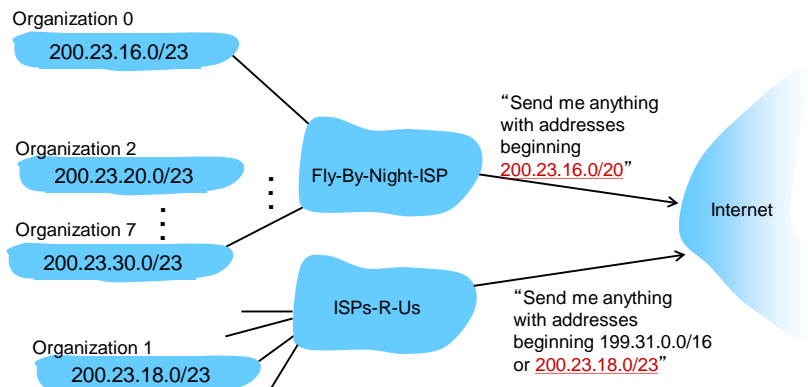 Organization 0
200.23.16.0/23
Organization 2
200.23.20.0/23
Organization 7
200.23.30.0/23
Fly-By-Night-ISP
“Send me anything
with addresses
beginning
200.23.16.0/20”
Internet
ISPs-R-Us
“Send me anything
with addresses
beginning 199.31.0.0/16
or 200.23.18.0/23”
Organization 1
200.23.18.0/23